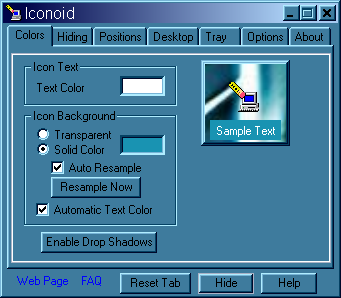 Iconoid
Colors Hiding Positions Desktop Tray Options About
Icon Text
Text Color
Icon Background
Transparent
Solid Color
Auto Resample
Resample Now
Automatic Text Color
Enable Drop Shadows
Sample Text
Web Page FAQ Reset Tab Hide Help